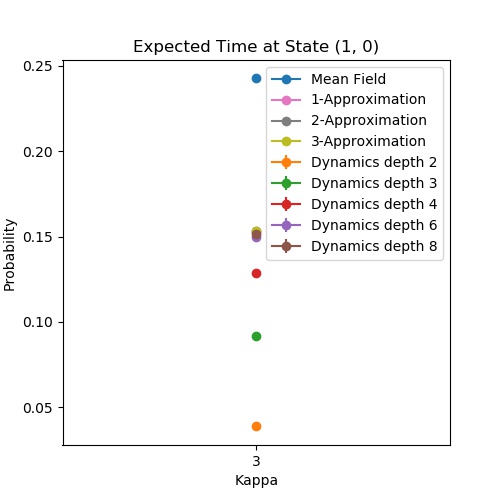 Expected Time at State (1, 0)
0.25
0.20
0.15
0.10
0.05
Probability
Mean Field
1-Approximation
2-Approximation
3-Approximation
Dynamics depth 2
Dynamics depth 3
Dynamics depth 4
Dynamics depth 6
Dynamics depth 8
3
Kappa